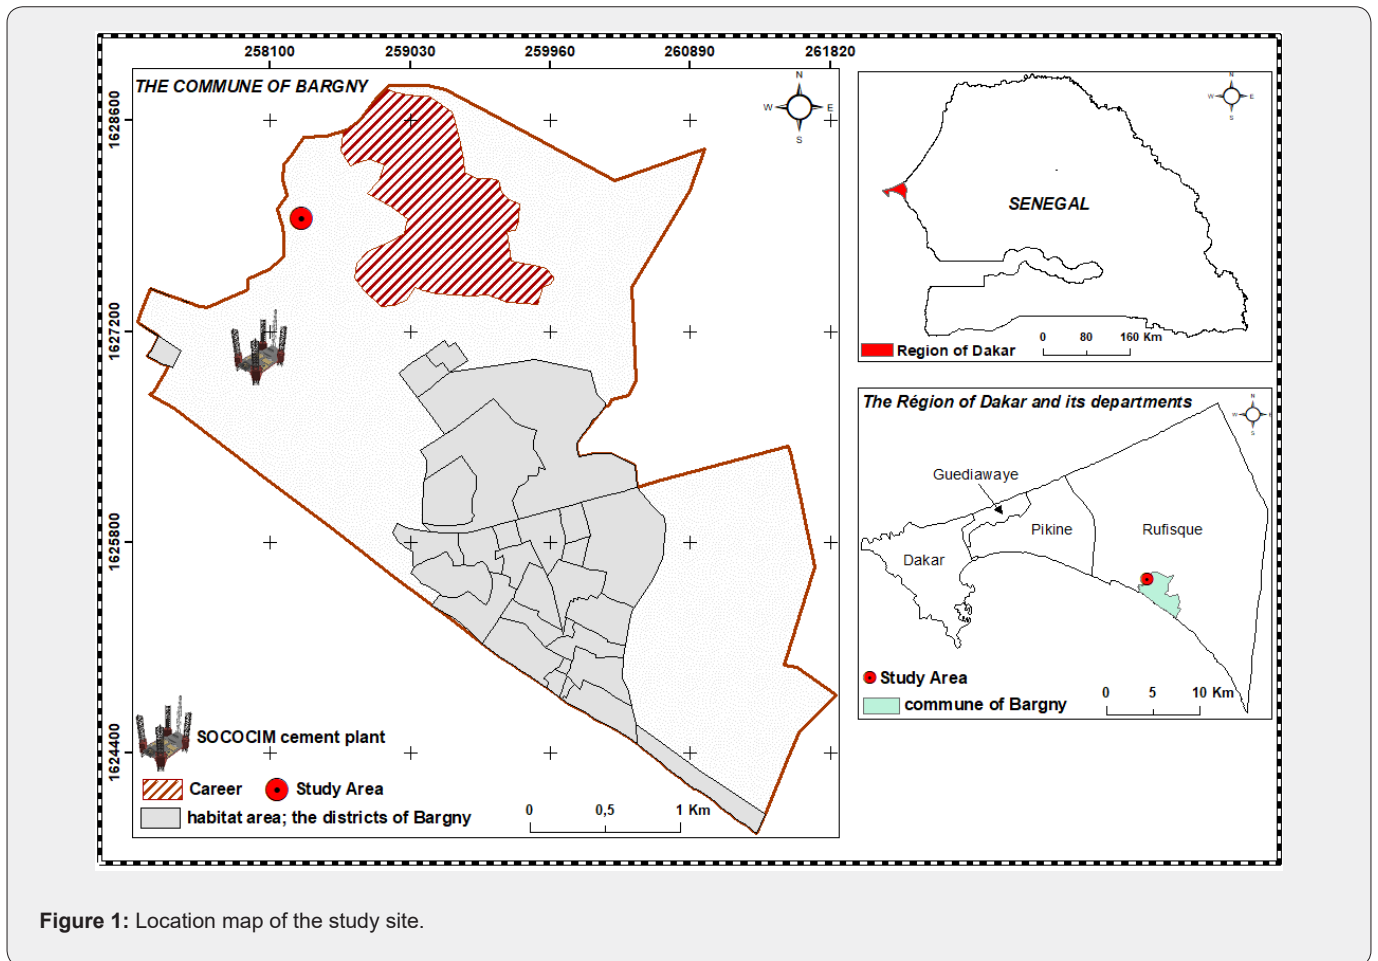 258100 259030 259960 260890 261820
THE COMMUNE OF BARGNY
N
W E
S
1628600
1627200
1625800
1624400
SOCOCIM cement plant
Career
Study Area
habitat area; the districts of Bargny
0 0,5 1 Km
N
W E
S
SENEGAL
Region of Dakar
0 80 160 Km
The Région of Dakar and its departments
N
W E
S
Guediawaye
Pikine
Rufisque
Dakar
Study Area
commune of Bargny
0 5 10 Km
Figure 1: Location map of the study site.